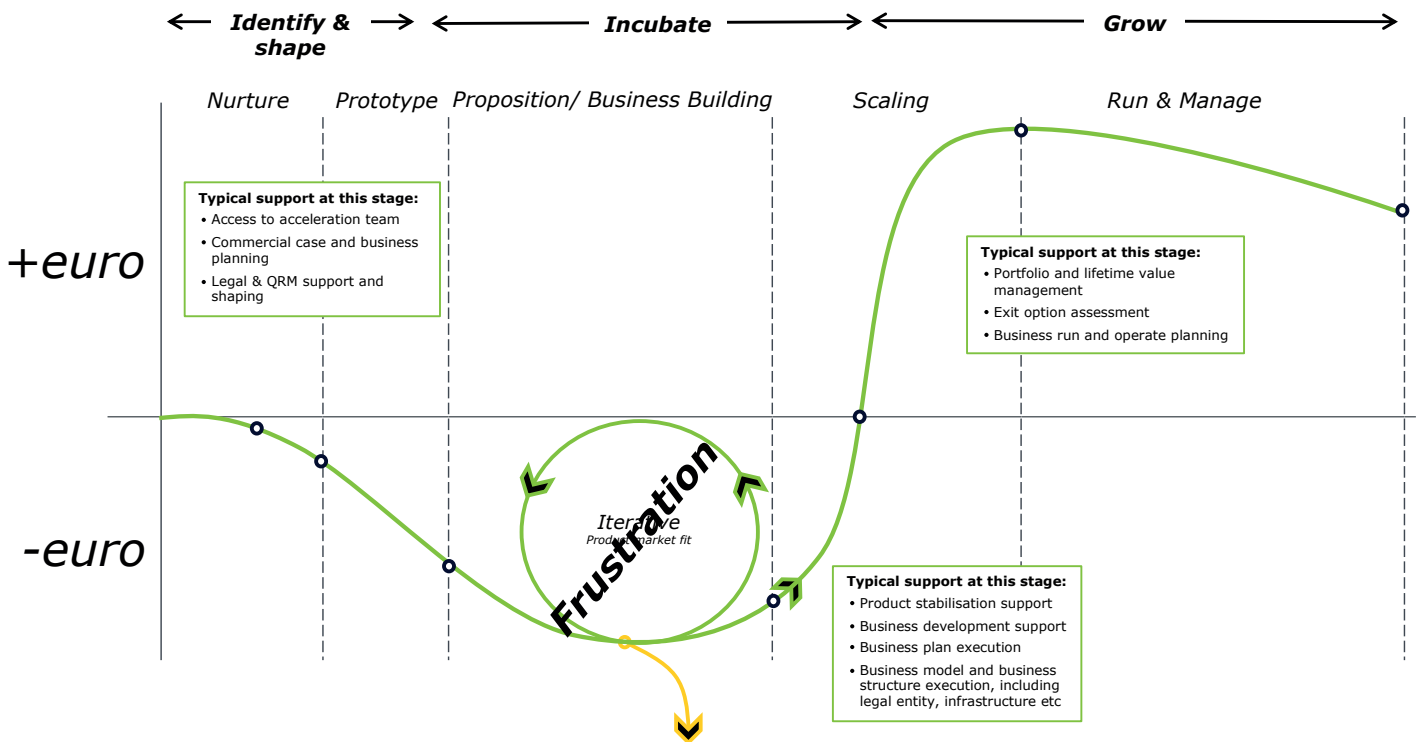 Identify &
shape
Incubate
Grow
Nurture
Prototype
Proposition/ Business Building
Scaling
Run & Manage
Typical support at this stage:
• Access to acceleration team
• Commercial case and business
planning
• Legal & QRM support and
shaping
+euro
Typical support at this stage:
• Portfolio and lifetime value
management
• Exit option assessment
• Business run and operate planning
Frustration
Iterative
Product market fit
-euro
Typical support at this stage:
• Product stabilisation support
• Business development support
• Business plan execution
• Business model and business
structure execution, including
legal entity, infrastructure etc